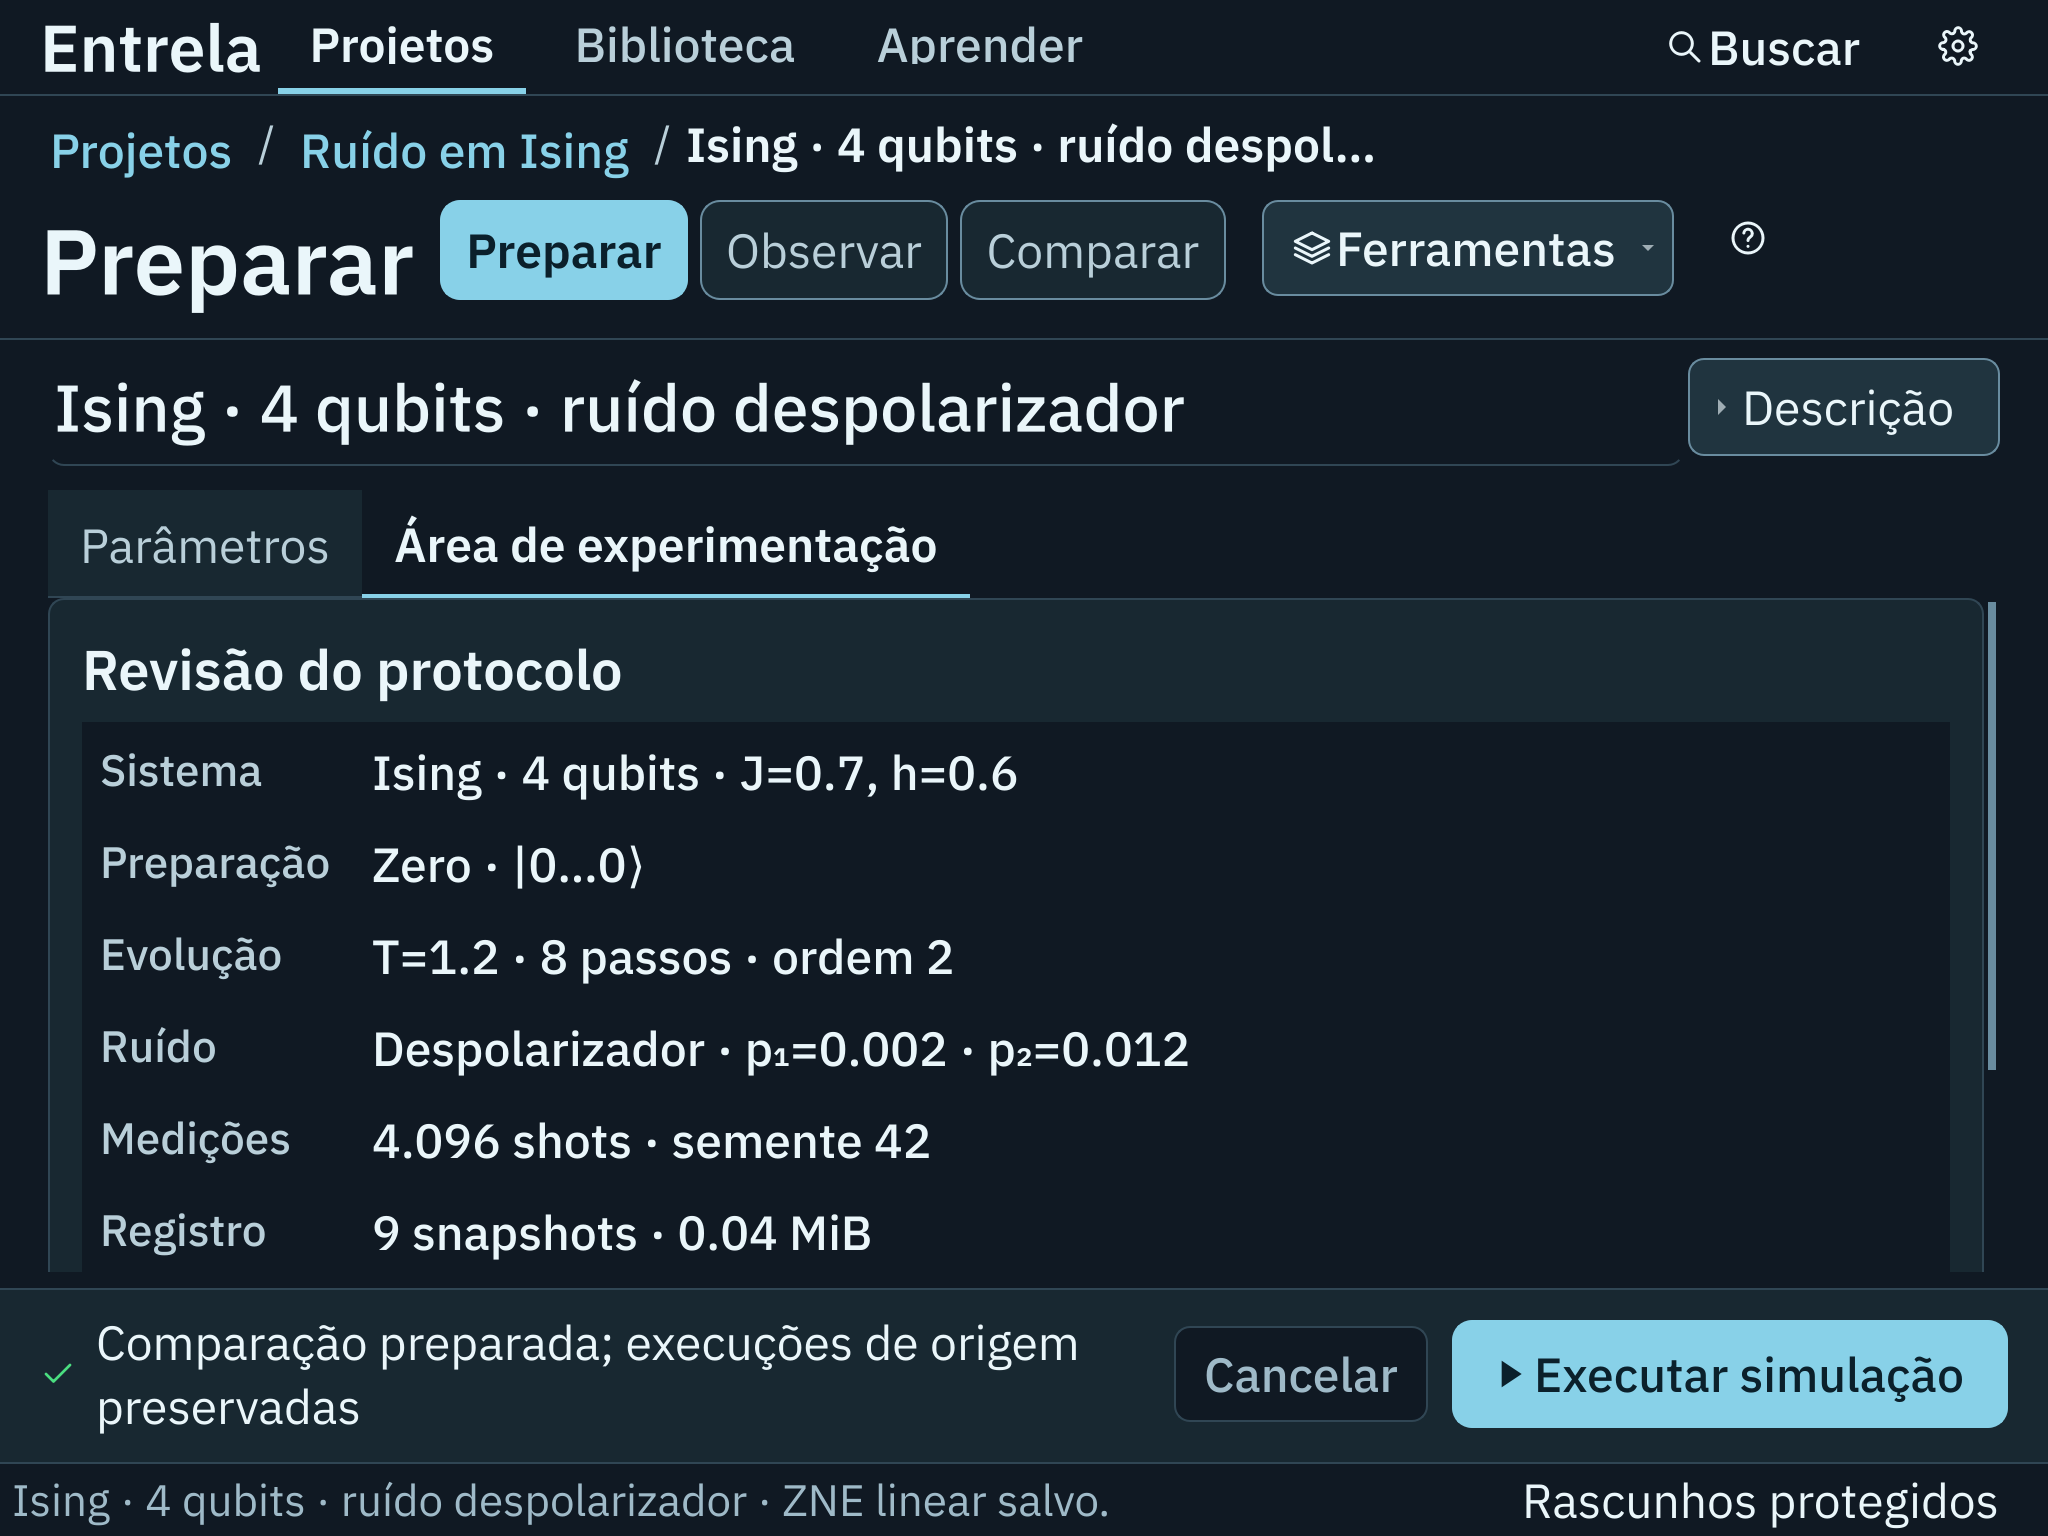 Entrela Projetos Biblioteca Aprender Buscar
Projetos / Ruído em Ising / Ising · 4 qubits · ruído despol...
Preparar Preparar Observar Comparar Ferramentas
Ising · 4 qubits · ruído despolarizador Descrição
Parâmetros Área de experimentação
Revisão do protocolo
Sistema Ising · 4 qubits · J=0.7, h=0.6
Preparação Zero · |0…0⟩
Evolução T=1.2 · 8 passos · ordem 2
Ruído Despolarizador · p₁=0.002 · p₂=0.012
Medições 4.096 shots · semente 42
Registro 9 snapshots · 0.04 MiB
Comparação preparada; execuções de origem
preservadas
Cancelar Executar simulação
Ising · 4 qubits · ruído despolarizador · ZNE linear salvo. Rascunhos protegidos